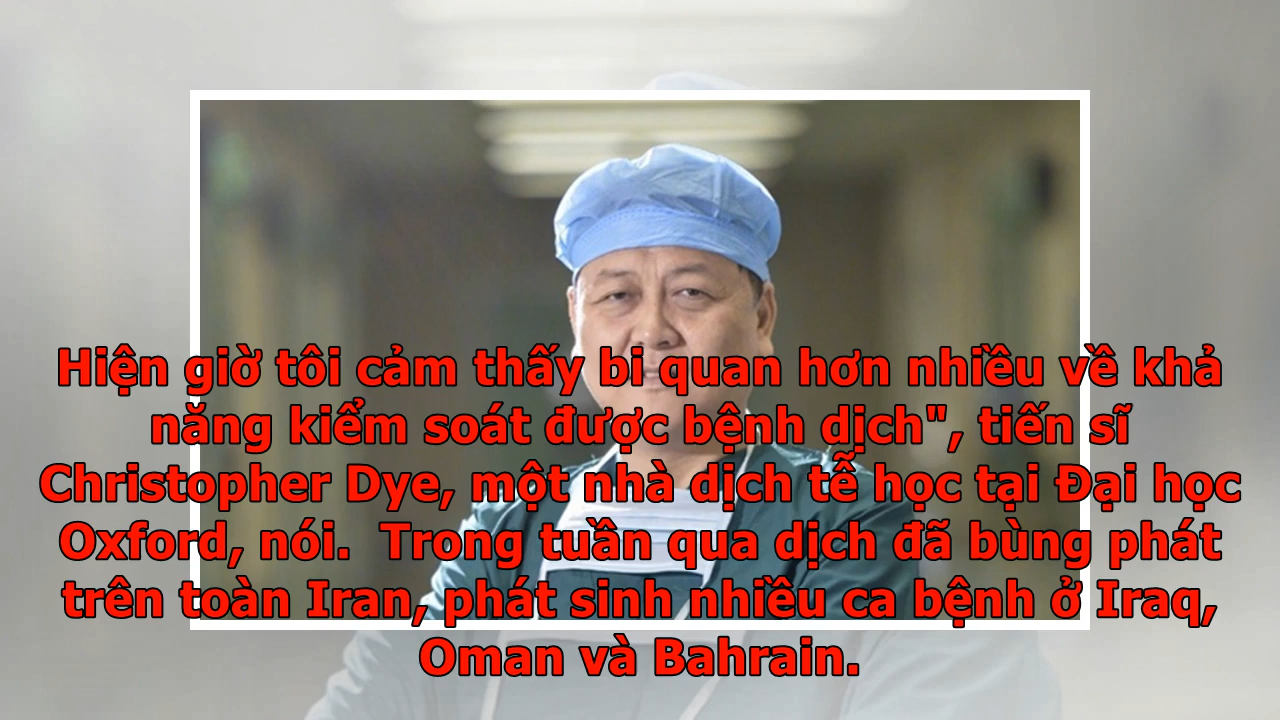 Hiện giờ tôi cảm thấy bi quan hơn nhiều về khả
năng kiểm soát được bệnh dịch", tiến sĩ
Christopher Dye, một nhà dịch tễ học tại Đại học
Oxford, nói.  Trong tuần qua dịch đã bùng phát
trên toàn Iran, phát sinh nhiều ca bệnh ở Iraq,
Oman và Bahrain.